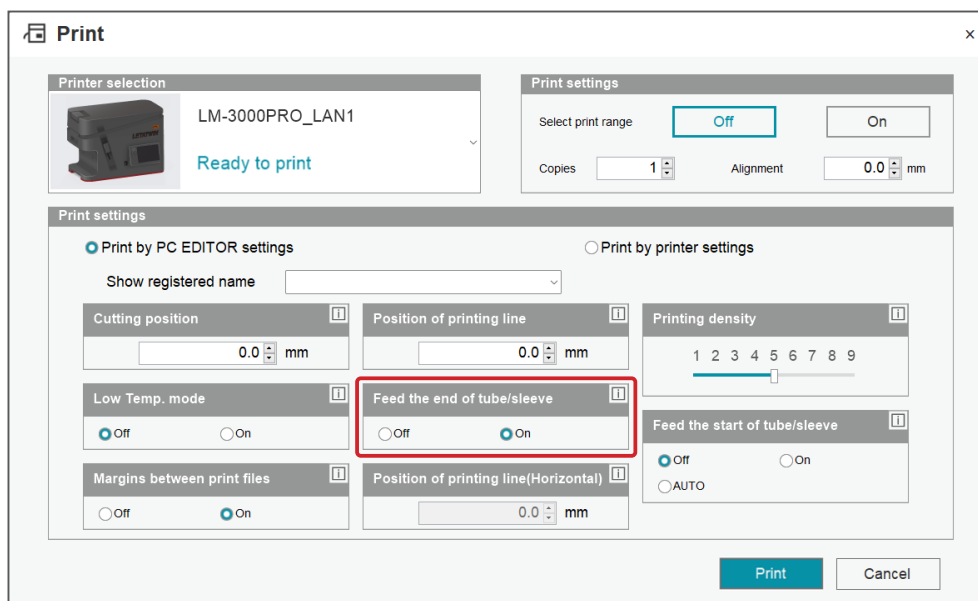 Print
Printer selection
LM-3000PRO_LAN1
Ready to print
Print settings
Select print range Off On
Copies 1 Alignment 0.0 mm
Print settings
Print by PC EDITOR settings Print by printer settings
Show registered name
Cutting position
0.0 mm
Position of printing line
0.0 mm
Printing density
1 2 3 4 5 6 7 8 9
Low Temp. mode
Off On
Feed the end of tube/sleeve
Off On
Feed the start of tube/sleeve
Off On
AUTO
Margins between print files
Off On
Position of printing line(Horizontal)
0.0 mm
Print Cancel